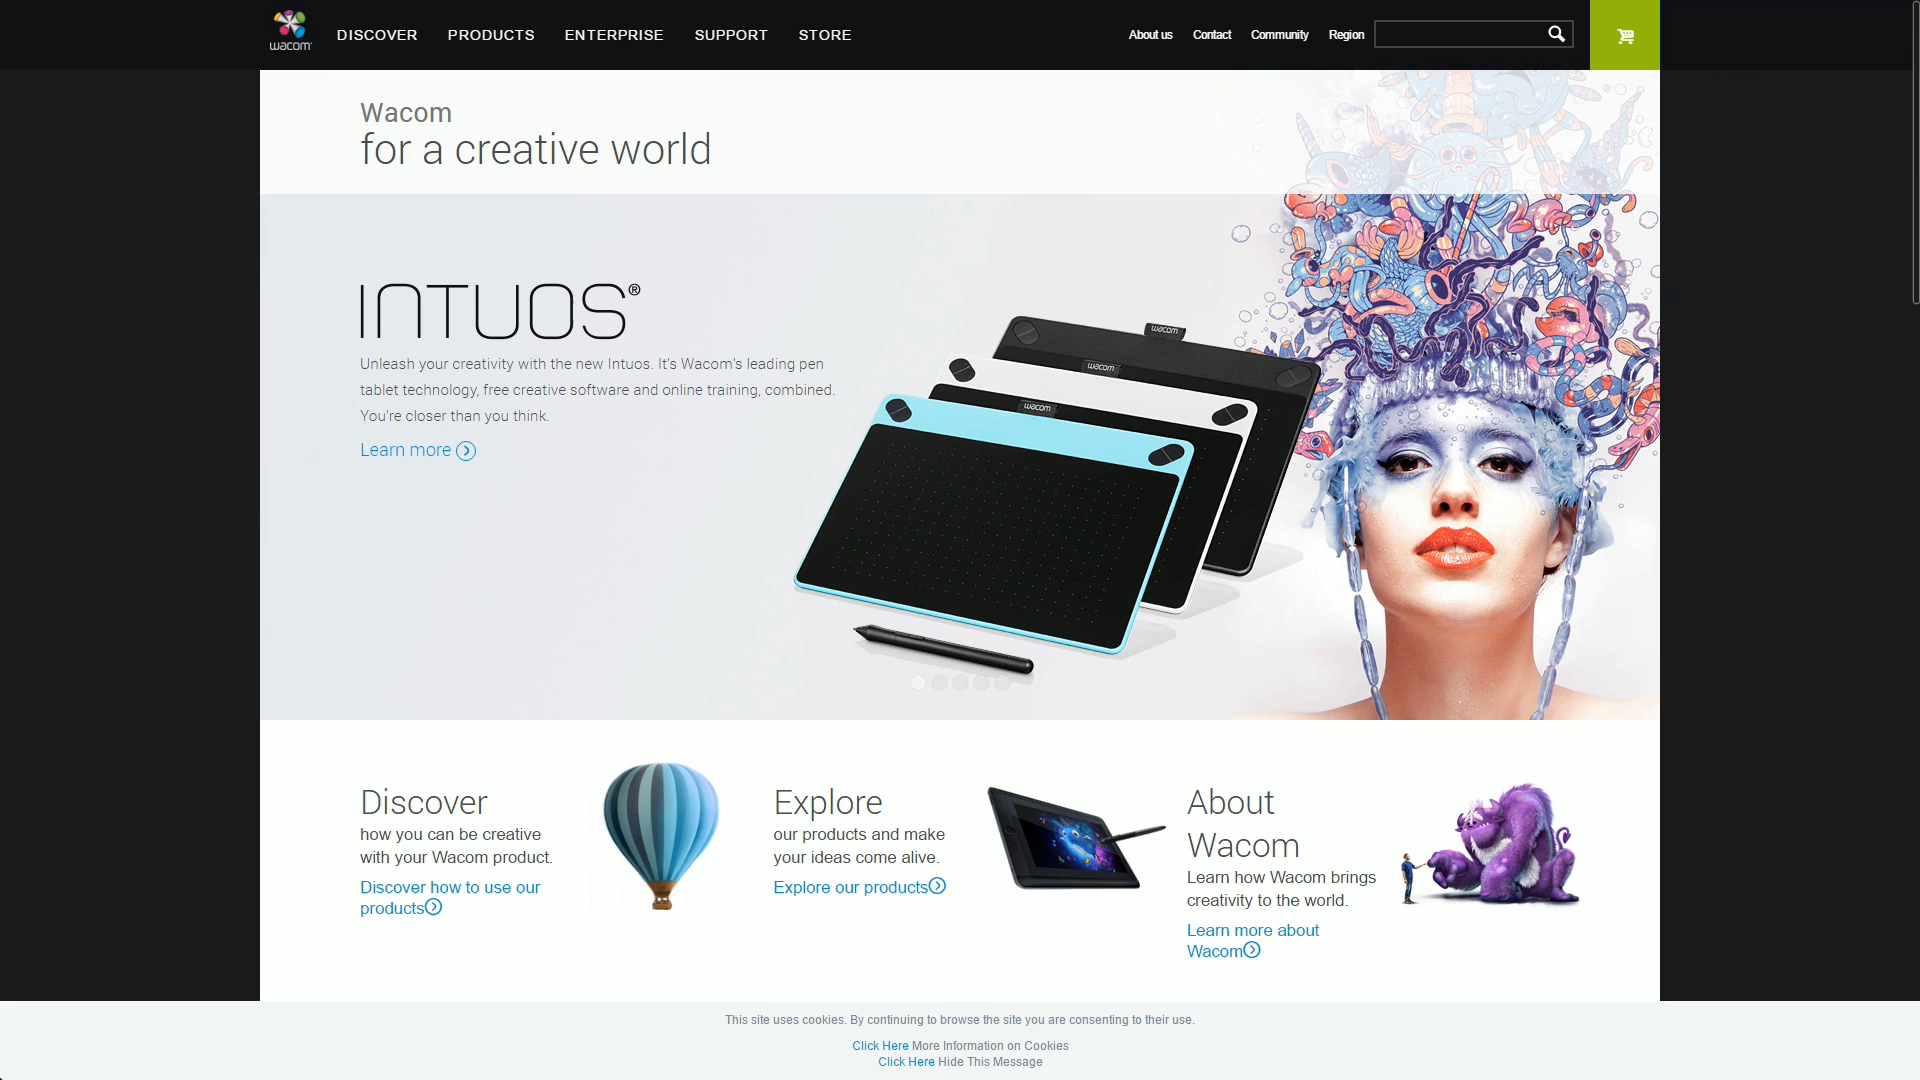 wacom
DISCOVER PRODUCTS ENTERPRISE SUPPORT STORE
About us Contact Community Region
Wacom
for a creative world
INTUOS®
Unleash your creativity with the new Intuos. It's Wacom's leading pen
tablet technology, free creative software and online training, combined.
You're closer than you think.
Learn more
wacom
wacom
wacom
Discover
how you can be creative
with your Wacom product.
Discover how to use our
products
Explore
our products and make
your ideas come alive.
Explore our products
About
Wacom
Learn how Wacom brings
creativity to the world.
Learn more about
Wacom
This site uses cookies. By continuing to browse the site you are consenting to their use.
Click Here More Information on Cookies
Click Here Hide This Message